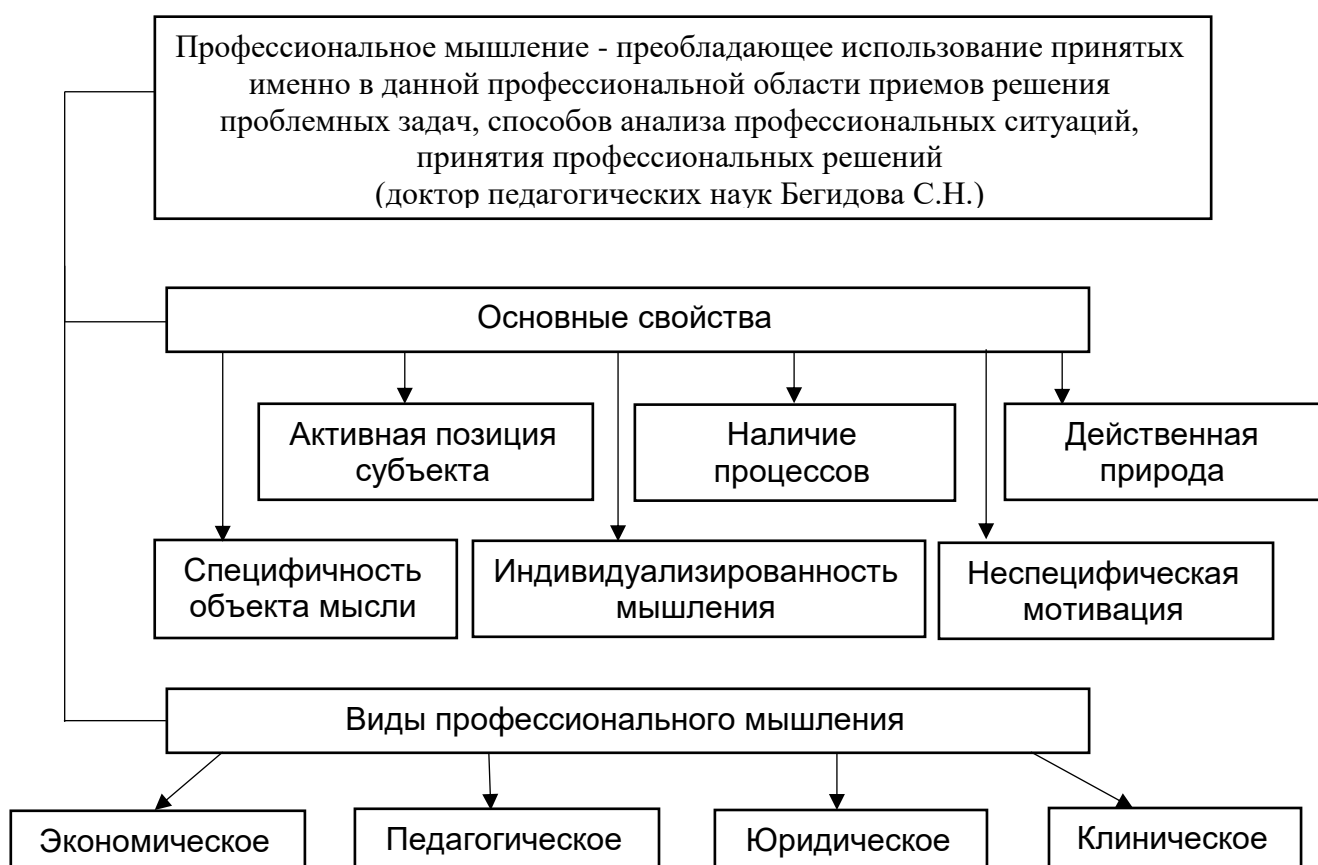 Профессиональное мышление - преобладающее использование принятых
именно в данной профессиональной области приемов решения
проблемных задач, способов анализа профессиональных ситуаций,
принятия профессиональных решений
(доктор педагогических наук Бегидова С.Н.)
Основные свойства
Активная позиция
субъекта
Наличие
процессов
Действенная
природа
Специфичность
объекта мысли
Индивидуализированность
мышления
Неспецифическая
мотивация
Виды профессионального мышления
Экономическое
Педагогическое
Юридическое
Клиническое